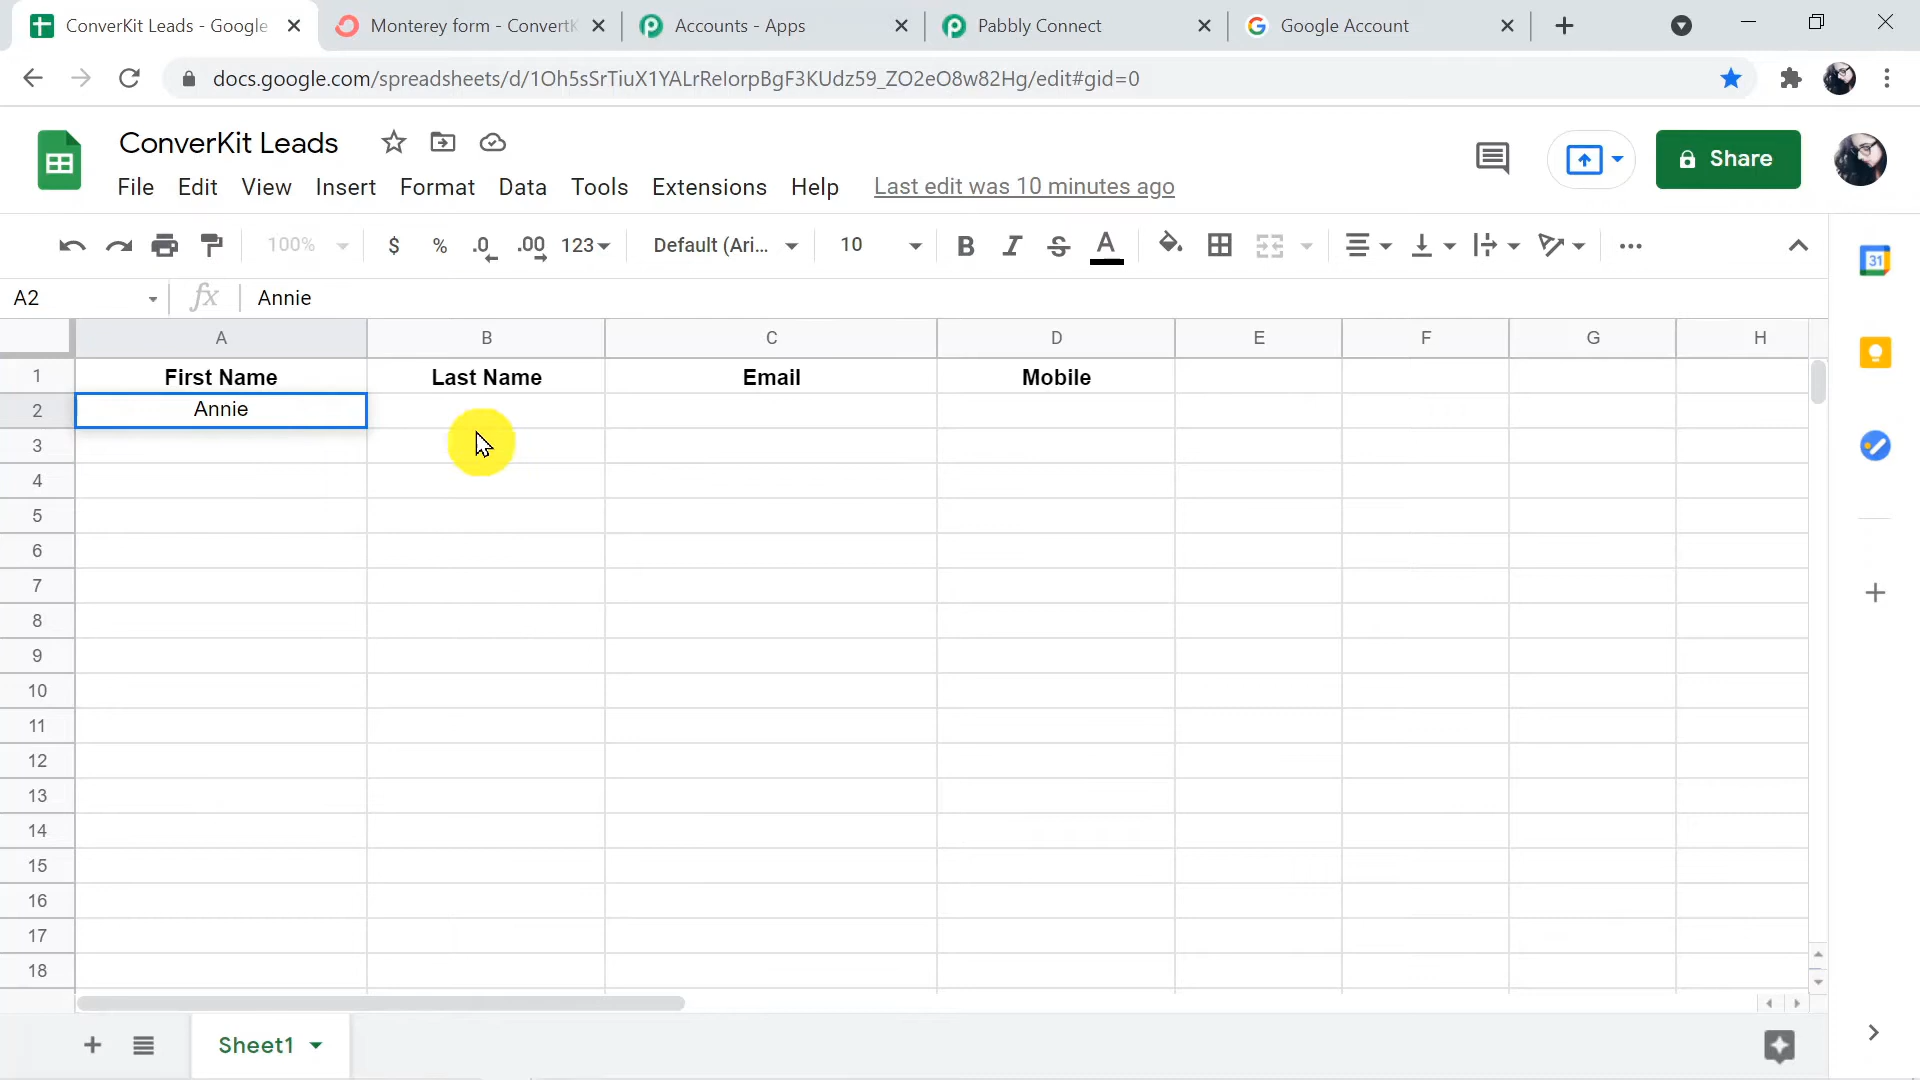 ConverKit Leads - Google
Monterey form - ConvertK
Accounts - Apps
Pabbly Connect
Google Account
docs.google.com/spreadsheets/d/1Oh5sSrTiuX1YALrRelorpBgF3KUdz59_ZO2eO8w82Hg/edit#gid=0
ConverKit Leads
Share
File Edit View Insert Format Data Tools Extensions Help Last edit was 10 minutes ago
100% $ % .0 .00 123 Default (Ari... 10 B I S A
31
A2 fx Annie
A B C D E F G H
1 First Name Last Name Email Mobile
2 Annie
3
4
5
6
7
8
9
10
11
12
13
14
15
16
17
18
Sheet1